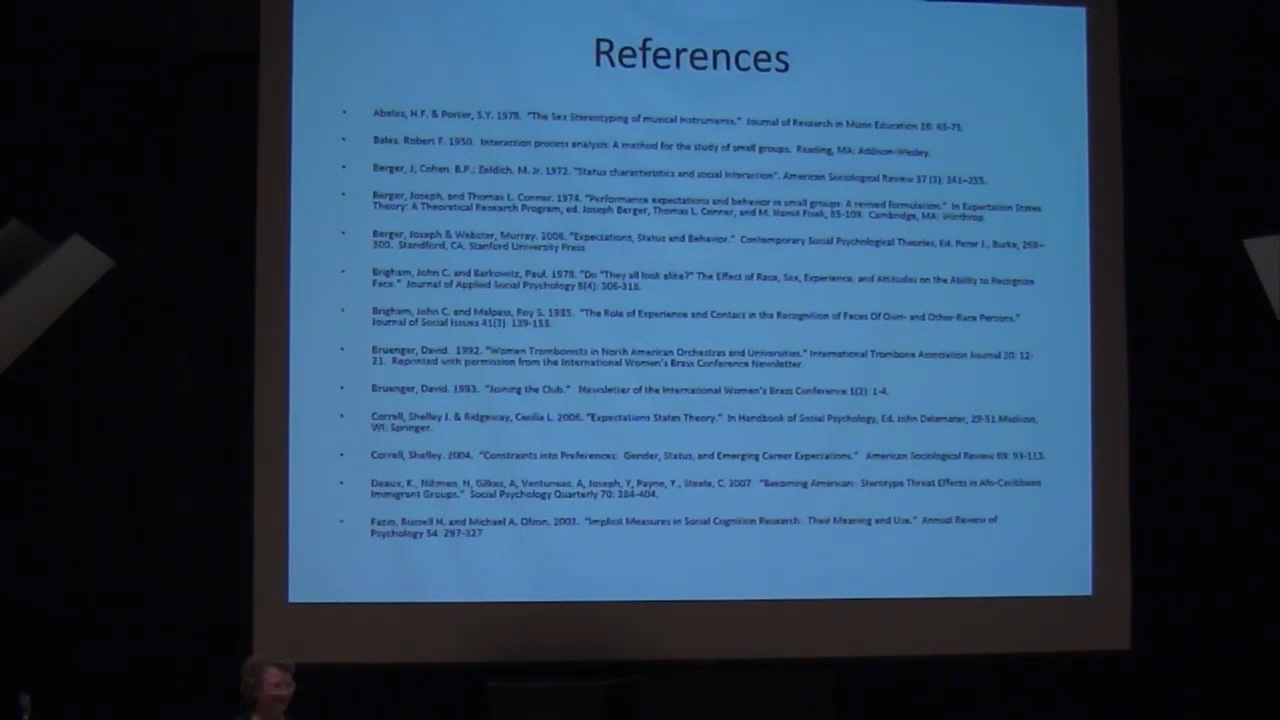 References
• Abeles, H.F. & Porter, S.Y. 1978. "The Sex Stereotyping of musical instruments." Journal of Research in Music Education 26: 65-75.
• Bales, Robert F. 1950. Interaction process analysis: A method for the study of small groups. Reading, MA: Addison-Wesley.
• Berger, J; Cohen, B.P.; Zeldich, M. Jr. 1972. "Status characteristics and social interaction". American Sociological Review 37 (3): 241–255.
• Berger, Joseph, and Thomas L. Conner. 1974. "Performance expectations and behavior in small groups: A revised formulation." In Expectation States
Theory: A Theoretical Research Program, ed. Joseph Berger, Thomas L. Conner, and M. Hamit Fisek, 85-109. Cambridge, MA: Winthrop.
• Berger, Joseph & Webster, Murray. 2006. "Expectations, Status and Behavior." Contemporary Social Psychological Theories, Ed. Peter J., Burke, 268–
300. Standford, CA. Stanford University Press
• Brigham, John C. and Barkowitz, Paul. 1978. "Do "They all look alike?" The Effect of Race, Sex, Experience, and Attitudes on the Ability to Recognize
Face." Journal of Applied Social Psychology 8(4): 306-318.
• Brigham, John C. and Malpass, Roy S. 1985. "The Role of Experience and Contact in the Recognition of Faces Of Own- and Other-Race Persons."
Journal of Social Issues 41(3): 139-155.
• Bruenger, David. 1992. "Women Trombonists in North American Orchestras and Universities." International Trombone Association Journal 20: 12-
21. Reprinted with permission from the International Women's Brass Conference Newsletter.
• Bruenger, David. 1993. "Joining the Club." Newsletter of the International Women's Brass Conference 1(2): 1-4.
• Correll, Shelley J. & Ridgeway, Cecilia L. 2006. "Expectations States Theory." In Handbook of Social Psychology, Ed. John Delamatar, 29-51.Madison,
WI: Springer.
• Correll, Shelley. 2004. "Constraints into Preferences: Gender, Status, and Emerging Career Expectations." American Sociological Review 69: 93-113.
• Deaux, K., Bikmen, N, Gilkes, A, Ventuneac, A, Joseph, Y, Payne, Y., Steele, C. 2007 "Becoming American: Sterotype Threat Effects in Afo-Caribbean
Immigrant Groups." Social Psychology Quarterly 70: 384-404.
• Fazio, Russell H. and Michael A. Olson. 2003. "Implicit Measures in Social Cognition Research: Their Meaning and Use." Annual Review of
Psychology 54: 297-327